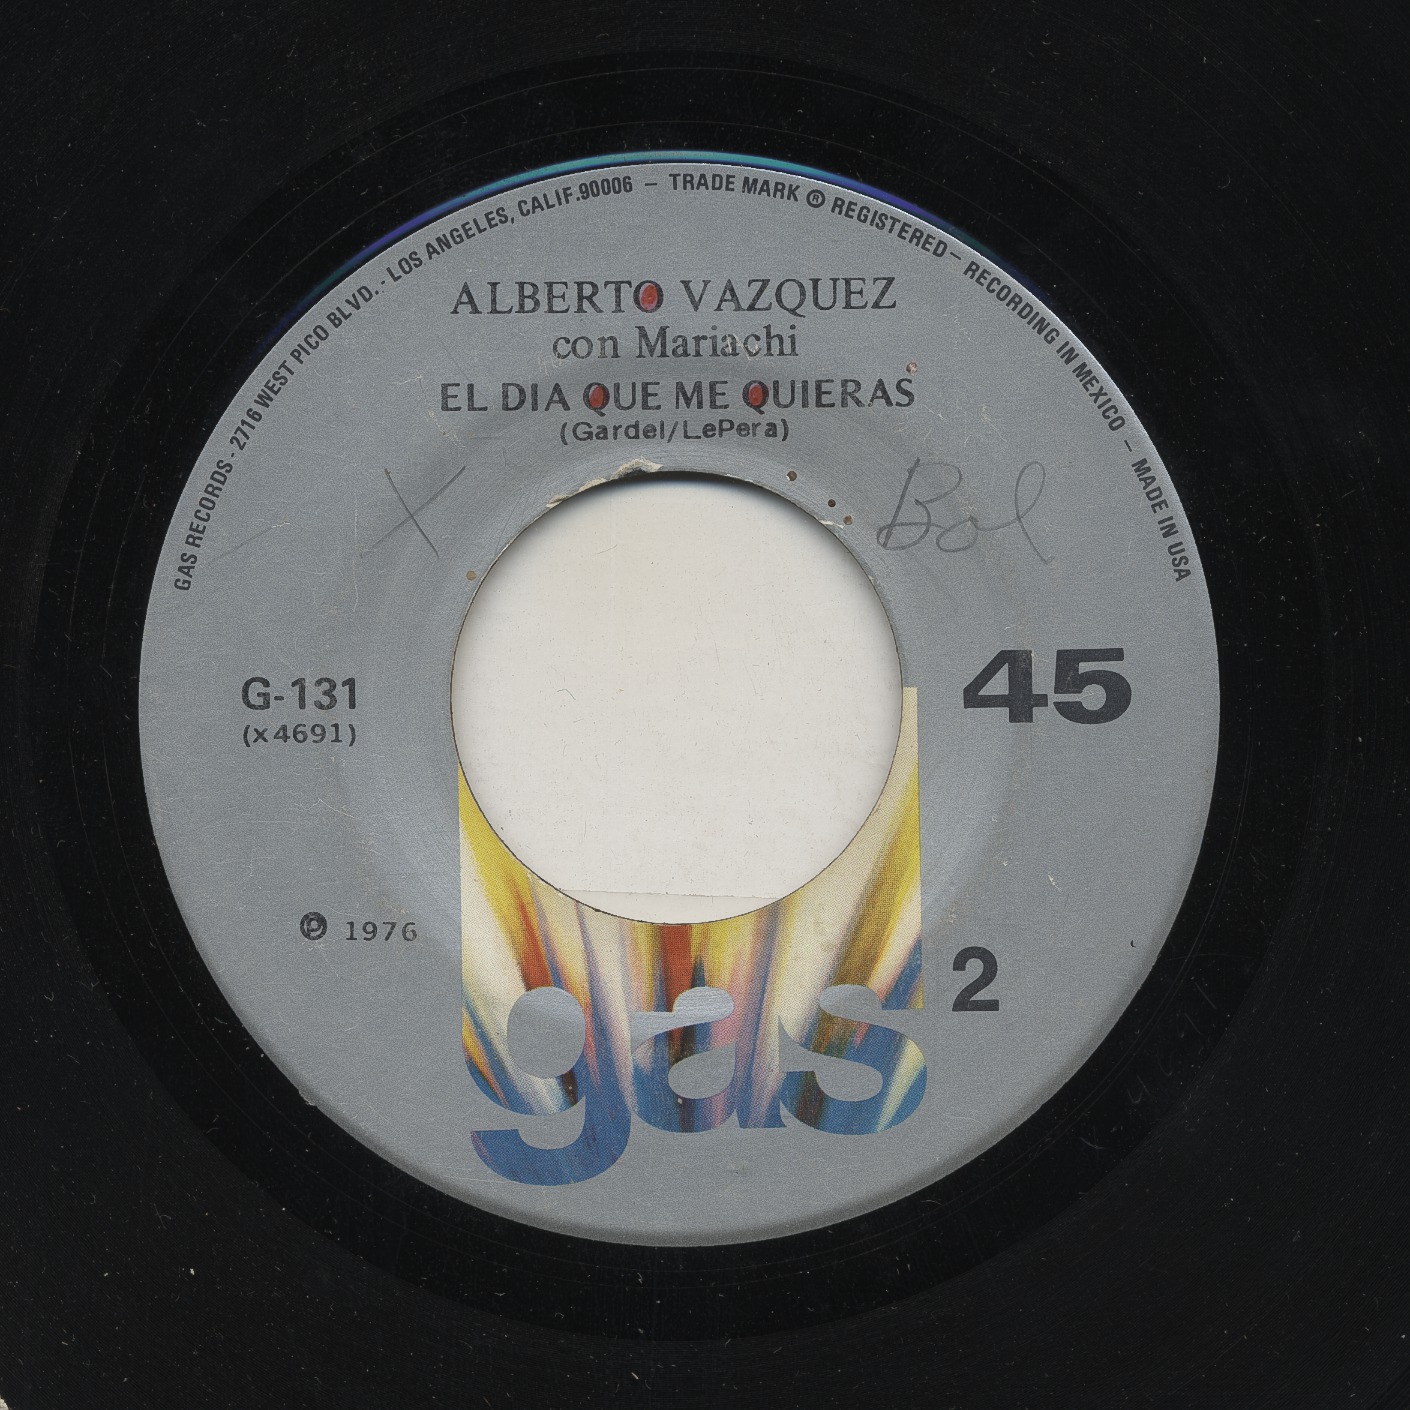 GAS RECORDS - 2716 WEST PICO BLVD. - LOS ANGELES, CALIF. 90006 – TRADE MARK ® REGISTERED – RECORDING IN MEXICO – MADE IN USA
ALBERTO VAZQUEZ
con Mariachi
EL DIA QUE ME QUIERAS
(Gardel/LePera)
X Bol
G-131
(x4691)
45
℗ 1976
2
gas